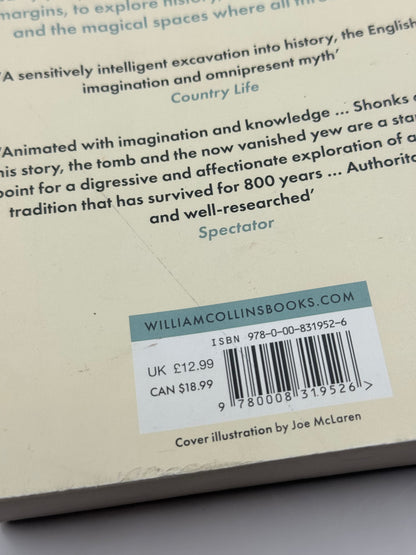 margins, to explore history,
and the magical spaces where all thr
'A sensitively intelligent excavation into history, the English
imagination and omnipresent myth'
Country Life
'Animated with imagination and knowledge ... Shonks
his story, the tomb and the now vanished yew are a star
point for a digressive and affectionate exploration of a
tradition that has survived for 800 years ... Authorita
and well-researched'
Spectator
WILLIAMCOLLINSBOOKS.COM
ISBN 978-0-00-831952-6
UK £12.99
CAN $18.99
9 780008 319526 >
Cover illustration by Joe McLaren